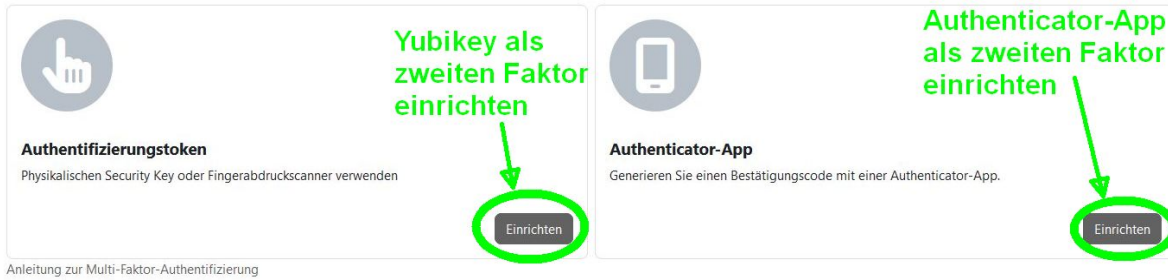 Yubikey als
zweiten Faktor
einrichten
Authentifizierungstoken
Physikalischen Security Key oder Fingerabdruckscanner verwenden
Einrichten
Authenticator-App
als zweiten Faktor
einrichten
Authenticator-App
Generieren Sie einen Bestätigungscode mit einer Authenticator-App.
Einrichten
Anleitung zur Multi-Faktor-Authentifizierung